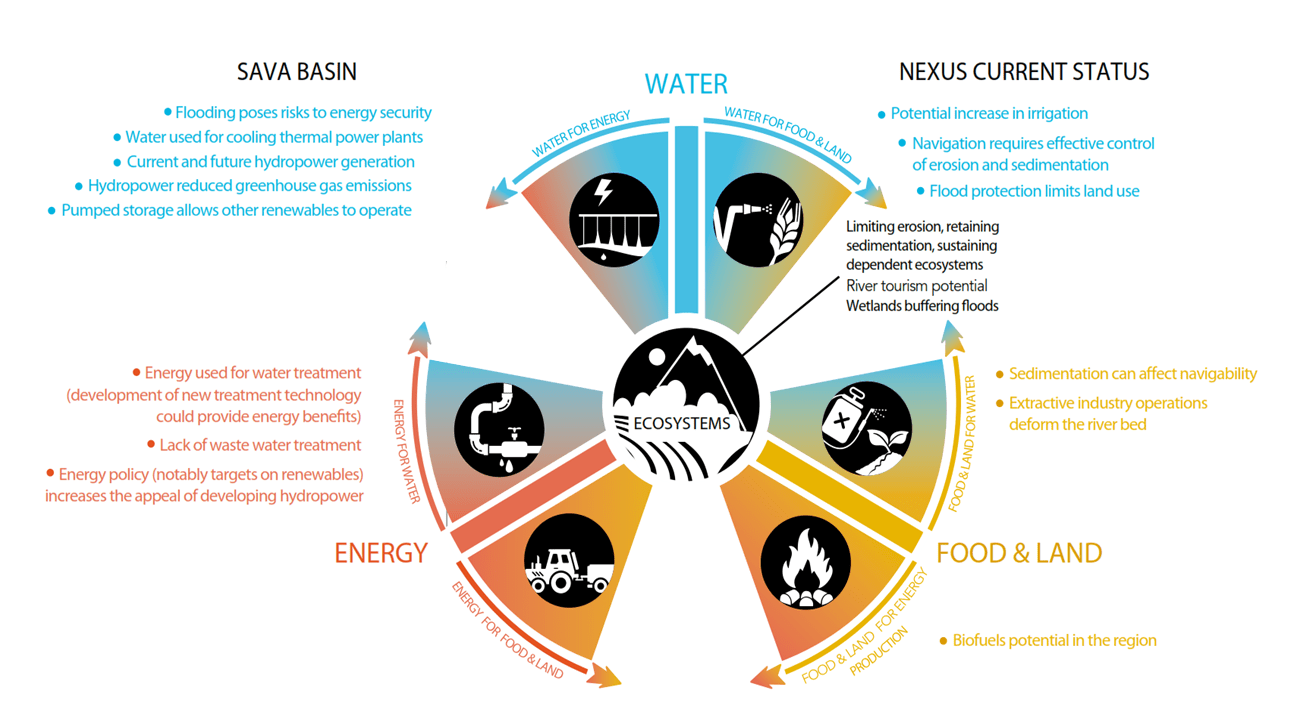 SAVA BASIN
NEXUS CURRENT STATUS
WATER
WATER FOR ENERGY
WATER FOR FOOD & LAND
• Flooding poses risks to energy security
• Water used for cooling thermal power plants
• Current and future hydropower generation
• Hydropower reduced greenhouse gas emissions
• Pumped storage allows other renewables to operate
• Potential increase in irrigation
• Navigation requires effective control
of erosion and sedimentation
• Flood protection limits land use
Limiting erosion, retaining
sedimentation, sustaining
dependent ecosystems
River tourism potential
Wetlands buffering floods
ECOSYSTEMS
• Energy used for water treatment
(development of new treatment technology
could provide energy benefits)
• Lack of waste water treatment
• Energy policy (notably targets on renewables)
increases the appeal of developing hydropower
ENERGY FOR WATER
ENERGY
ENERGY FOR FOOD & LAND
• Sedimentation can affect navigability
• Extractive industry operations
deform the river bed
FOOD & LAND FOR WATER
FOOD & LAND
FOOD & LAND FOR ENERGY
PRODUCTION
• Biofuels potential in the region